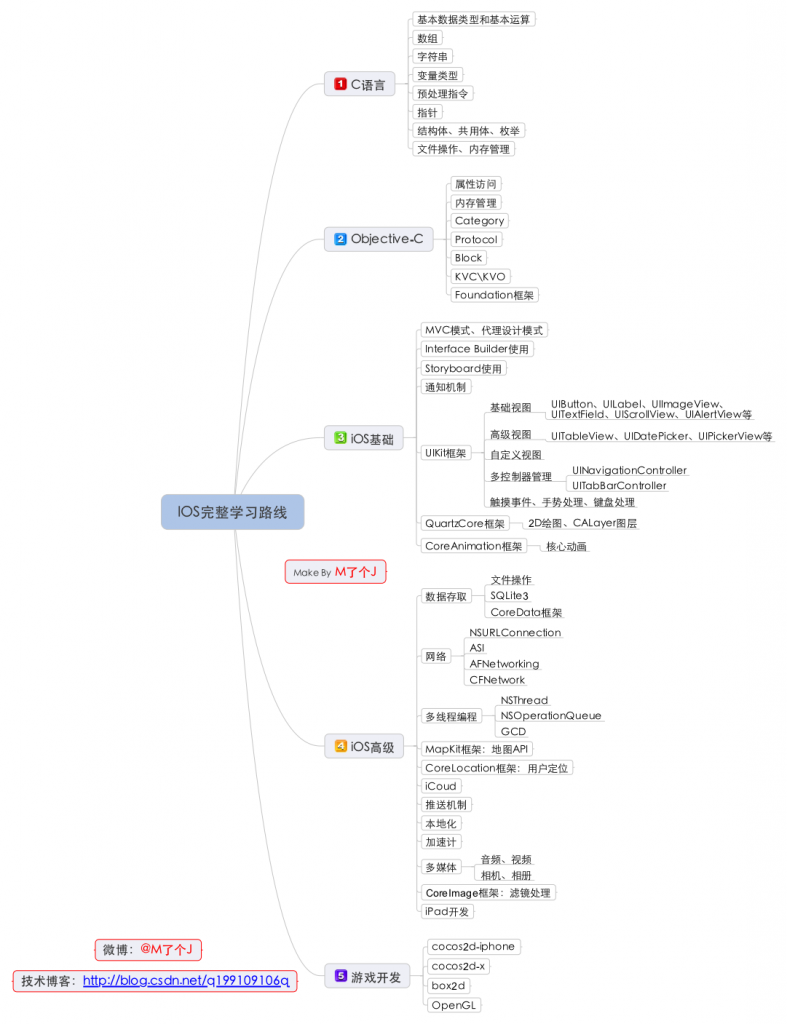 IOS完整学习路线
1 C语言
基本数据类型和基本运算
数组
字符串
变量类型
预处理指令
指针
结构体、共用体、枚举
文件操作、内存管理
2 Objective-C
属性访问
内存管理
Category
Protocol
Block
KVC\KVO
Foundation框架
3 iOS基础
MVC模式、代理设计模式
Interface Builder使用
Storyboard使用
通知机制
UIKit框架
基础视图
UIButton、UILabel、UIImageView、
UITextField、UIScrollView、UIAlertView等
高级视图
UITableView、UIDatePicker、UIPickerView等
自定义视图
多控制器管理
UINavigationController
UITabBarController
触摸事件、手势处理、键盘处理
QuartzCore框架
2D绘图、CALayer图层
CoreAnimation框架
核心动画
Make By M了个J
4 iOS高级
数据存取
文件操作
SQLite3
CoreData框架
网络
NSURLConnection
ASI
AFNetworking
CFNetwork
多线程编程
NSThread
NSOperationQueue
GCD
MapKit框架：地图API
CoreLocation框架：用户定位
iCoud
推送机制
本地化
加速计
多媒体
音频、视频
相机、相册
CoreImage框架：滤镜处理
iPad开发
5 游戏开发
cocos2d-iphone
cocos2d-x
box2d
OpenGL
微博：@M了个J
技术博客：http://blog.csdn.net/q199109106q